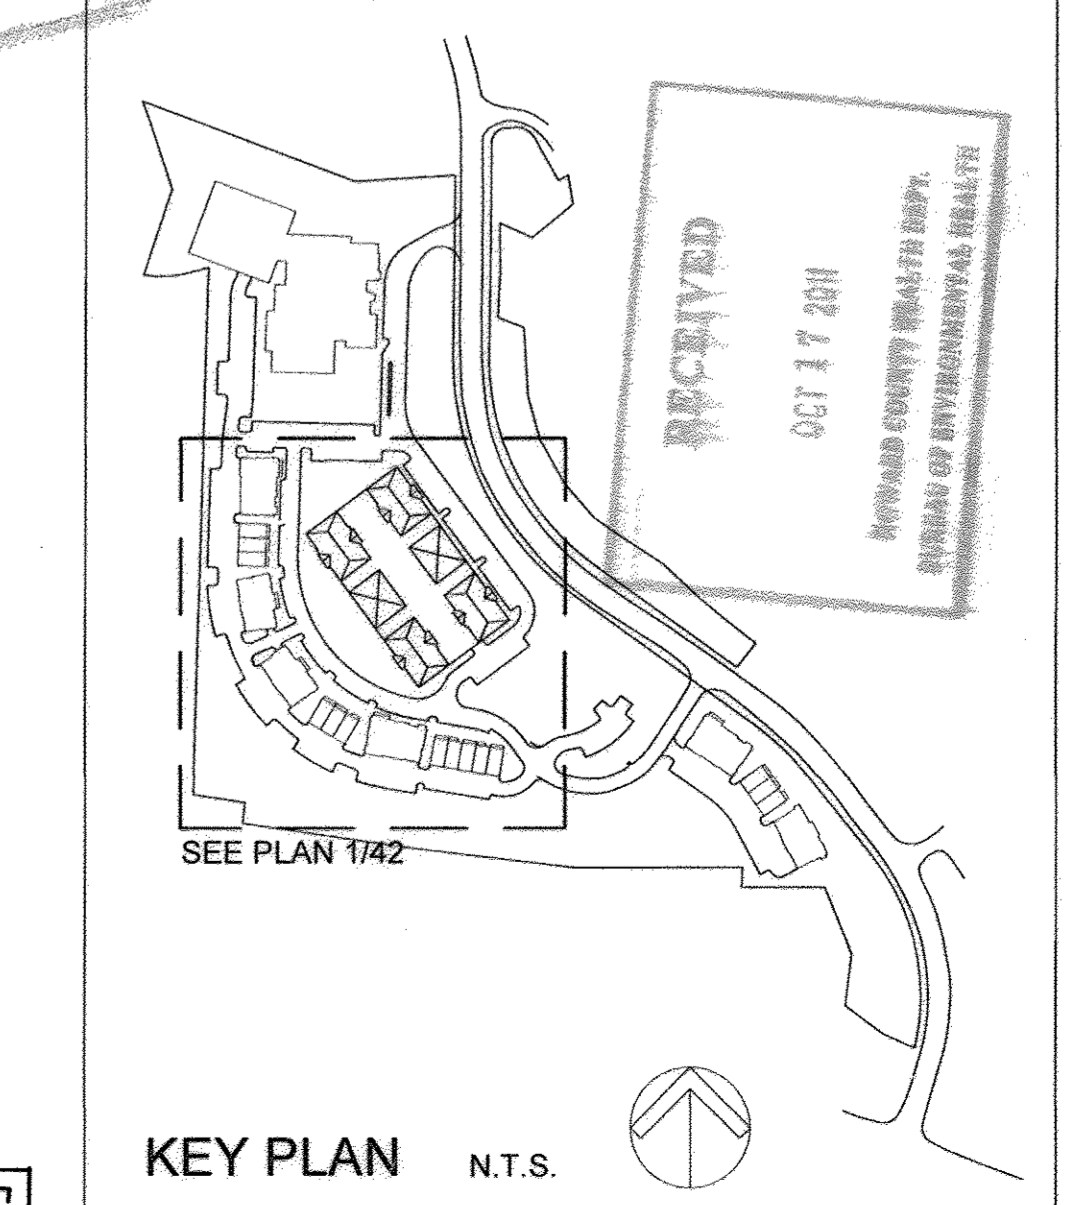 RECEIVED
OCT 17 2011
HOWARD COUNTY HEALTH DEPT.
BUREAU OF ENVIRONMENTAL HEALTH
SEE PLAN 1/42
KEY PLAN N.T.S.